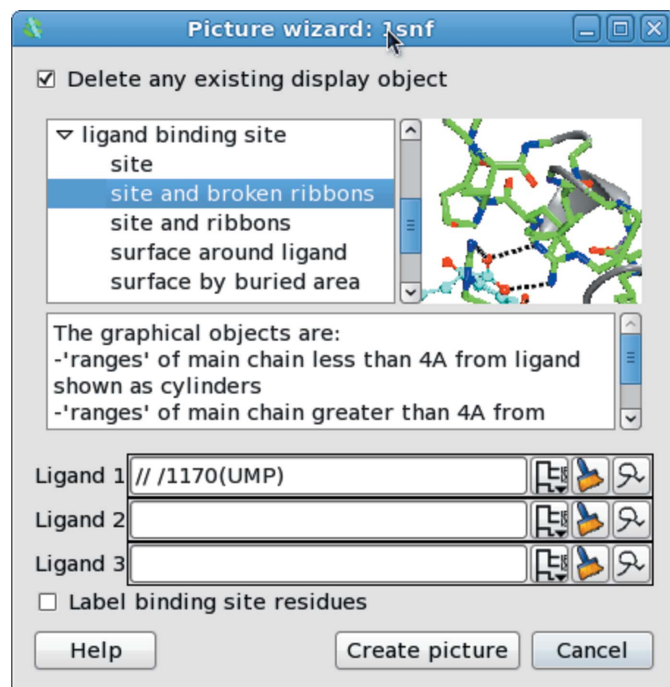 Picture wizard: 1snf
Delete any existing display object
ligand binding site
site
site and broken ribbons
site and ribbons
surface around ligand
surface by buried area
The graphical objects are:
-'ranges' of main chain less than 4A from ligand
shown as cylinders
-'ranges' of main chain greater than 4A from
Ligand 1 // /1170(UMP)
Ligand 2
Ligand 3
Label binding site residues
Help Create picture Cancel